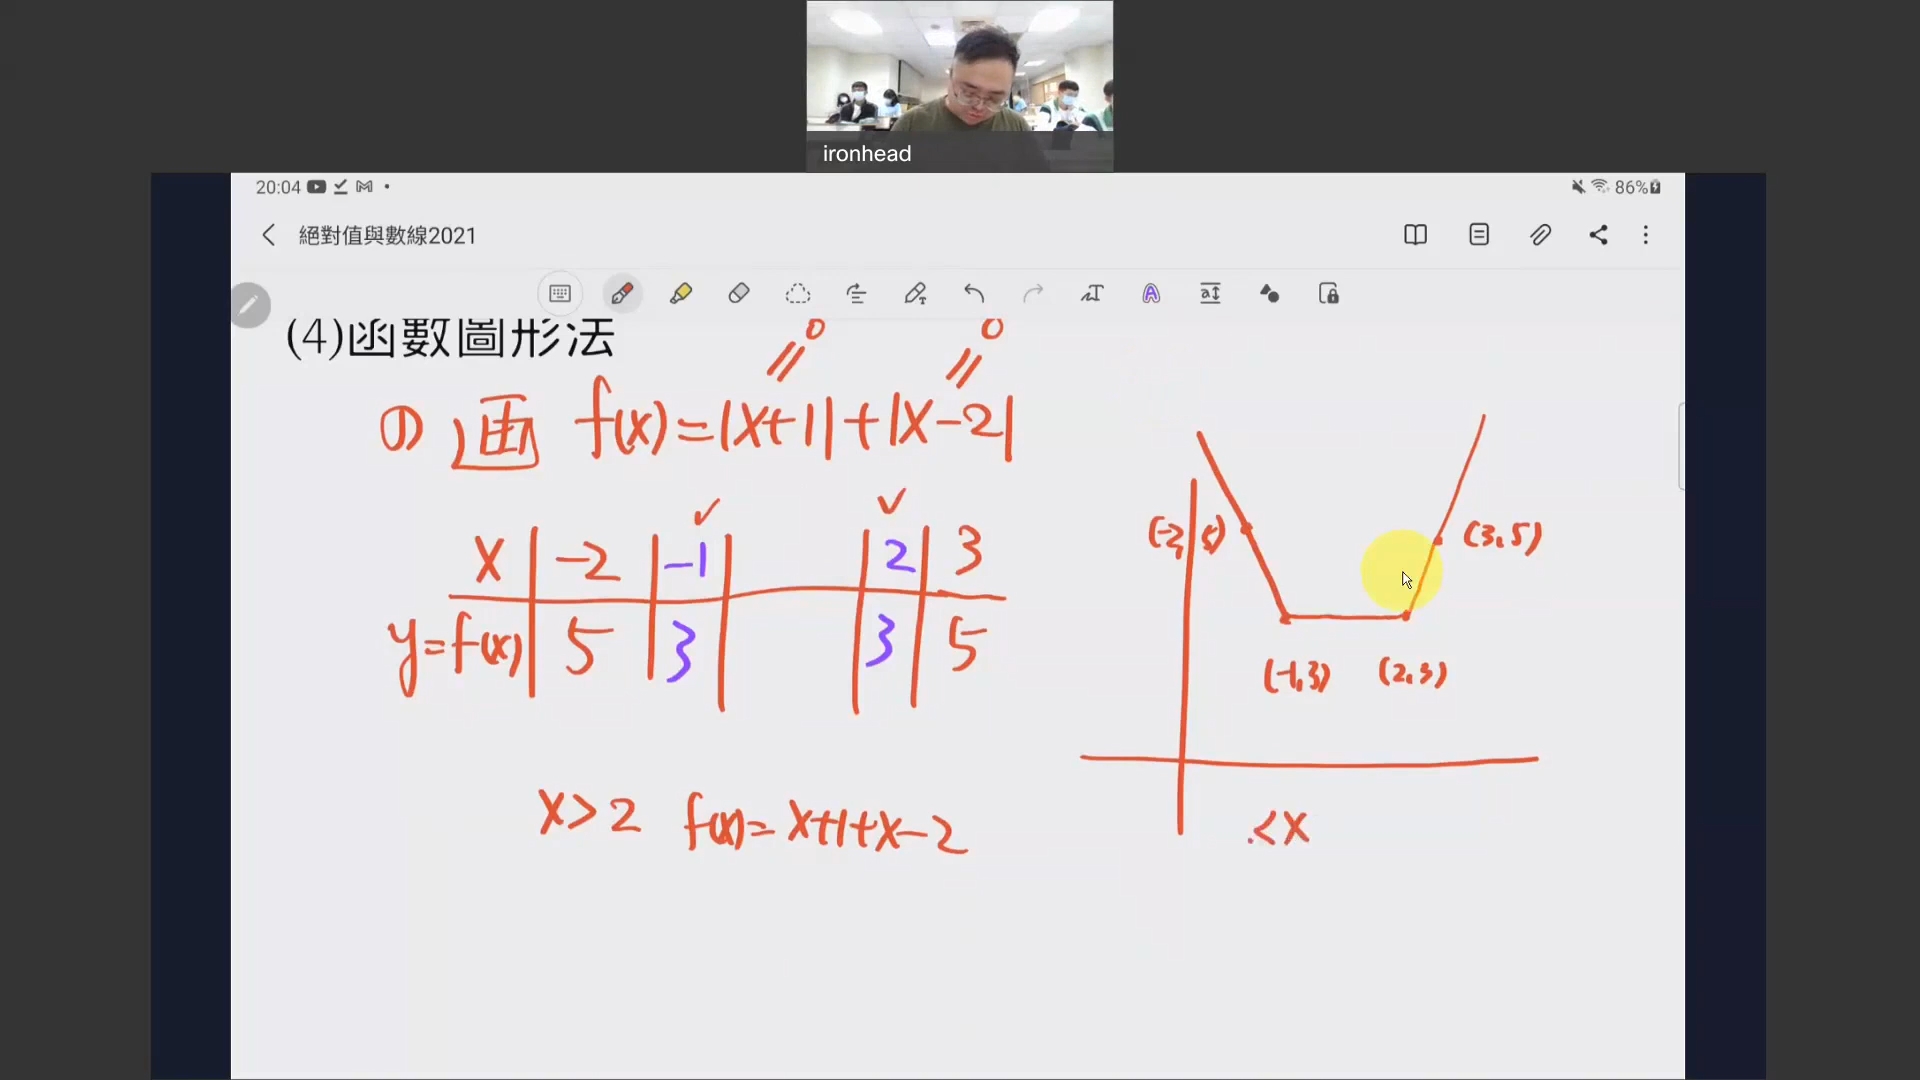 ironhead
20:04
86%
絕對值與數線2021
(4)函數圖形法
0 0
① 画 f(x)=|x+1|+|x-2|
x -2 -1 2 3
y=f(x) 5 3 3 5
(-2,5)
(3,5)
(-1,3) (2,3)
x>2 f(x)=x+1+x-2
<x